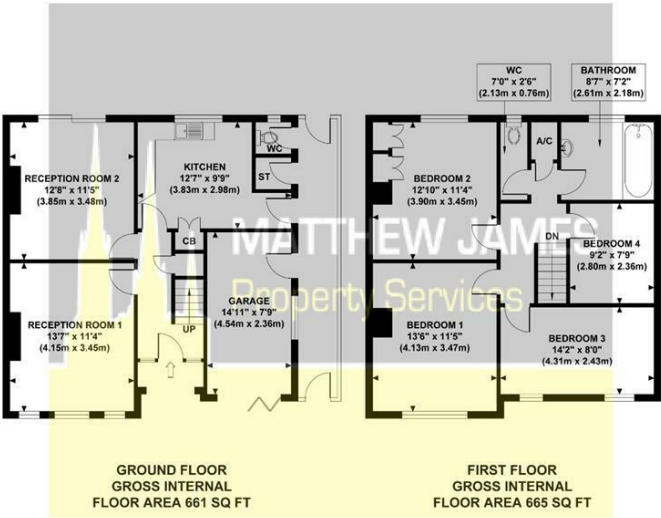 WC
7'0" x 2'6"
(2.13m x 0.76m)
BATHROOM
8'7" x 7'2"
(2.61m x 2.18m)
RECEPTION ROOM 2
12'8" x 11'5"
(3.85m x 3.48m)
KITCHEN
12'7" x 9'9"
(3.83m x 2.98m)
WC
ST
CB
BEDROOM 2
12'10" x 11'4"
(3.90m x 3.45m)
A/C
DN
BEDROOM 4
9'2" x 7'9"
(2.80m x 2.36m)
MATTHEW JAMES
Property Services
RECEPTION ROOM 1
13'7" x 11'4"
(4.15m x 3.45m)
UP
GARAGE
14'11" x 7'9"
(4.54m x 2.36m)
BEDROOM 1
13'6" x 11'5"
(4.13m x 3.47m)
BEDROOM 3
14'2" x 8'0"
(4.31m x 2.43m)
GROUND FLOOR
GROSS INTERNAL
FLOOR AREA 661 SQ FT
FIRST FLOOR
GROSS INTERNAL
FLOOR AREA 665 SQ FT